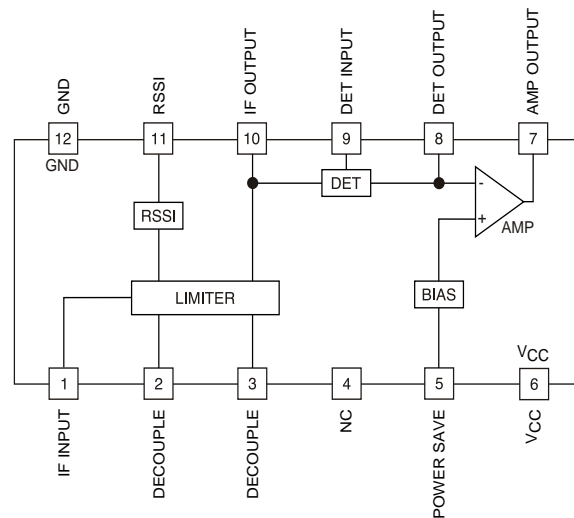 GND
RSSI
IF OUTPUT
DET INPUT
DET OUTPUT
AMP OUTPUT
12
11
10
9
8
7
GND
DET
-
RSSI
+
AMP
LIMITER
BIAS
VCC
1
2
3
4
5
6
IF INPUT
DECOUPLE
DECOUPLE
NC
POWER SAVE
VCC